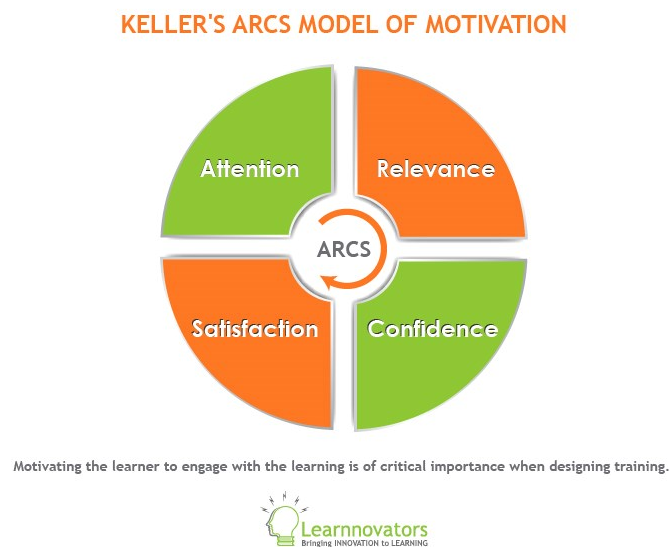 KELLER'S ARCS MODEL OF MOTIVATION
Attention
Relevance
ARCS
Satisfaction
Confidence
Motivating the learner to engage with the learning is of critical importance when designing training.
Learnnovators
Bringing INNOVATION to LEARNING